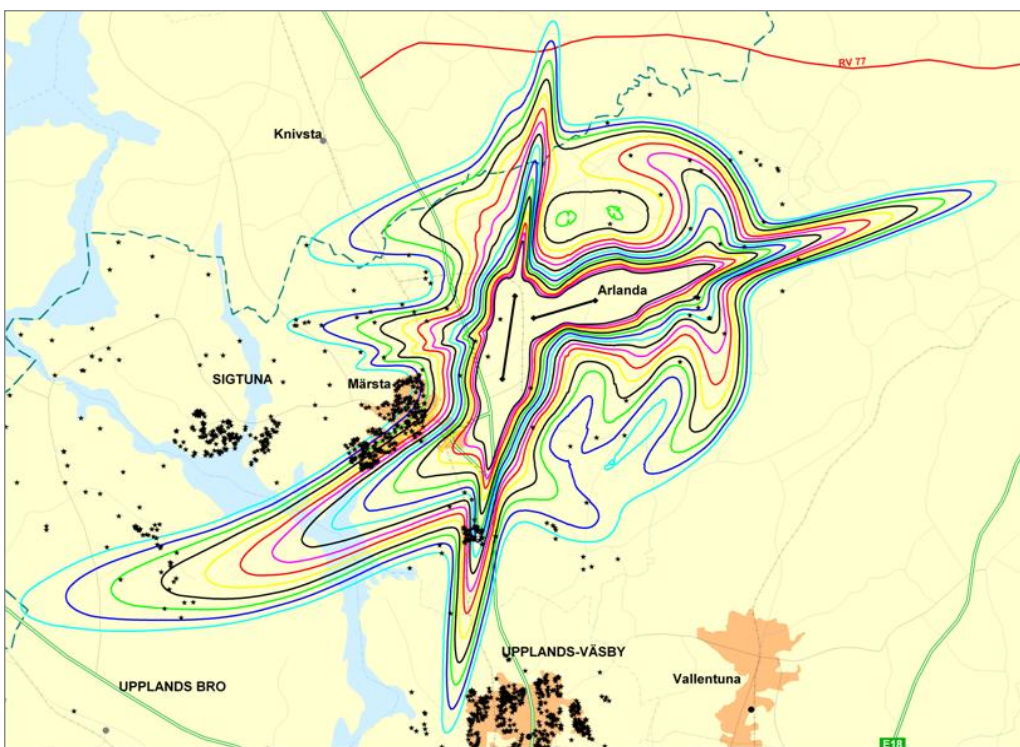 RV 77
Knivsta
Arlanda
SIGTUNA
Märsta
UPPLANDS-VÄSBY
Vallentuna
UPPLANDS BRO
E18